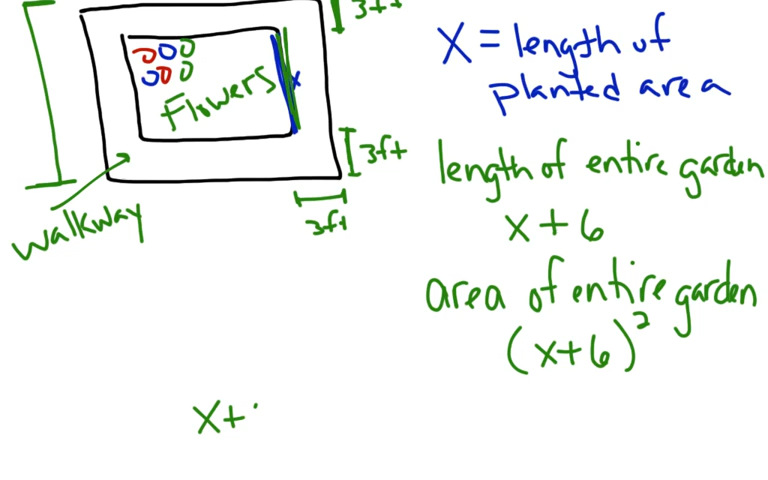 3ft
X = length of
planted area
Flowers
x
3ft
length of entire garden
3ft
walkway
x + 6
area of entire garden
(x+6)²
X+